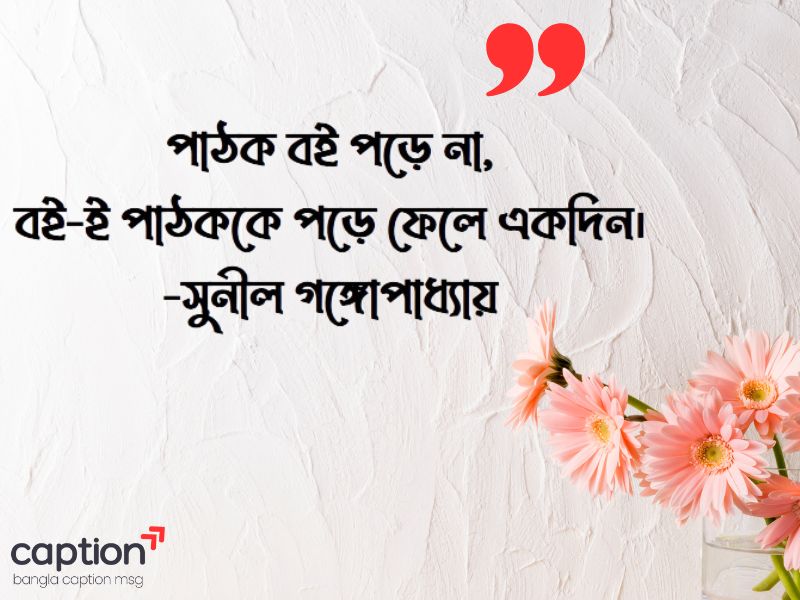 পাঠক বই পড়ে না,
বই-ই পাঠককে পড়ে ফেলে একদিন।
-সুনীল গঙ্গোপাধ্যায়
caption
bangla caption msg